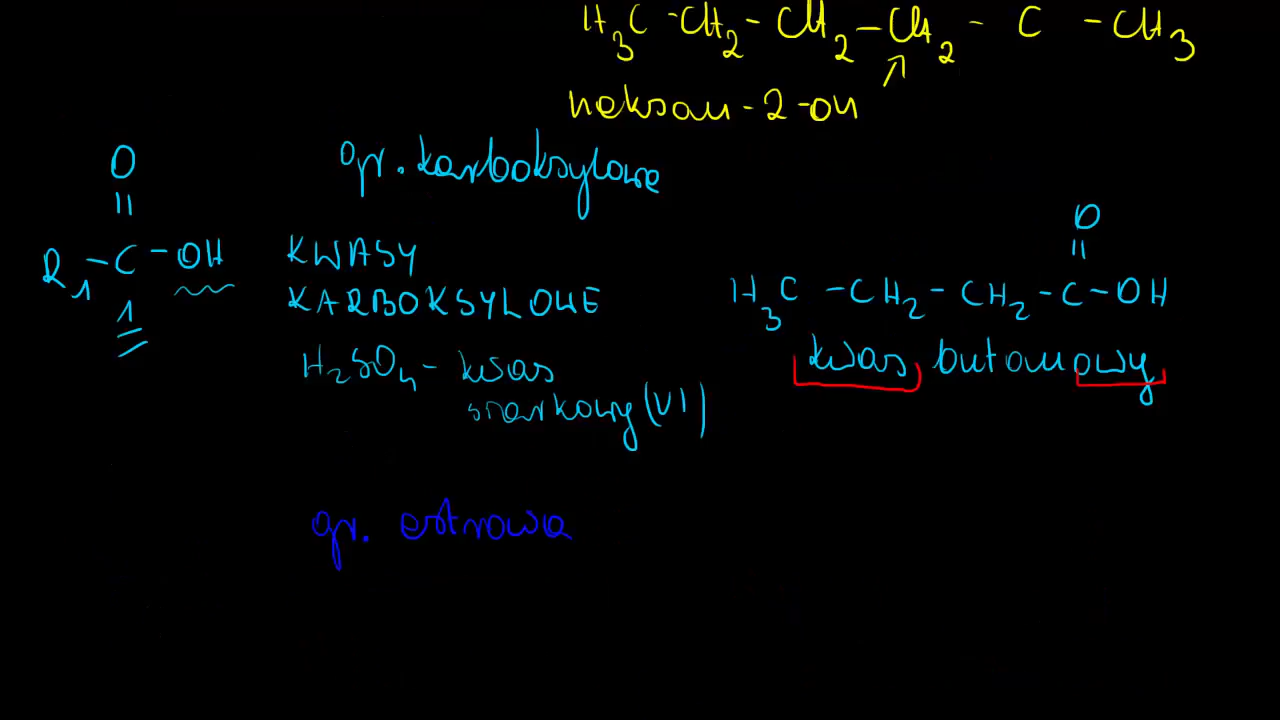 H₃C - CH₂ - CH₂ - CH₂ - C - CH₃
heksan - 2 - on
O
gr. karboksylowe
||
R₁ - C - OH
1
KWASY
KARBOKSYLOWE
H₂SO₄ - kwas
siarkowy (VI)
O
||
H₃C - CH₂ - CH₂ - C - OH
kwas butanowy
gr. estrowa